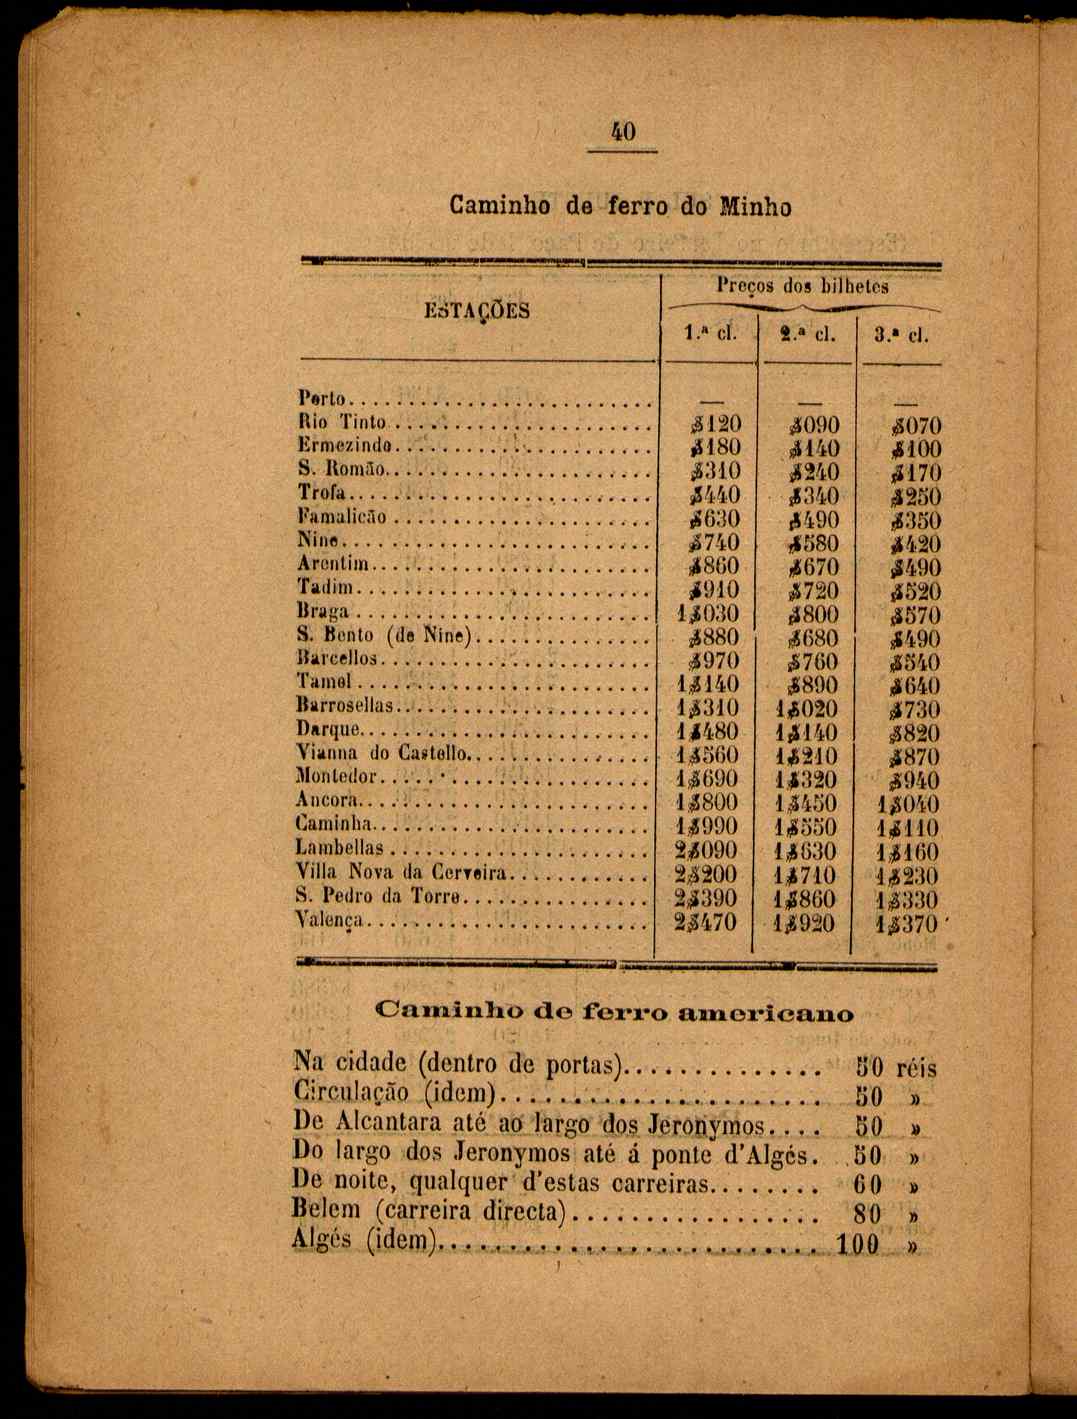 40
Caminho de ferro do Minho
ESTAÇÕES
Preços dos bilhetes
1.ª cl. 2.ª cl. 3.ª cl.
Porto........................... — — —
Rio Tinto...................... $120 $090 $070
Ermezinde...................... $180 $140 $100
S. Romão....................... $310 $240 $170
Trofa.......................... $440 $340 $250
Famalicão...................... $630 $490 $350
Nine........................... $740 $580 $420
Arentim........................ $860 $670 $490
Tadim.......................... $910 $720 $520
Braga.......................... 1$030 $800 $570
S. Bento (de Nine)............... $880 $680 $490
Barcellos....................... $970 $760 $540
Tamel.......................... 1$140 $890 $640
Barrosellas...................... 1$310 1$020 $730
Darque......................... 1$480 1$140 $820
Vianna do Castello................ 1$560 1$210 $870
Montedor....................... 1$690 1$320 $940
Ancora......................... 1$800 1$450 1$040
Caminha........................ 1$990 1$550 1$110
Lambellas....................... 2$090 1$630 1$160
Villa Nova da Cerveira............ 2$200 1$710 1$230
S. Pedro da Torre................ 2$390 1$860 1$330
Valença......................... 2$470 1$920 1$370
Caminho de ferro americano
Na cidade (dentro de portas).............. 50 réis
Circulação (idem)...................... 50 »
De Alcantara até ao largo dos Jeronymos.... 50 »
Do largo dos Jeronymos até á ponte d'Algés. 50 »
De noite, qualquer d'estas carreiras........ 60 »
Belem (carreira directa)................. 80 »
Algés (idem).......................... 100 »